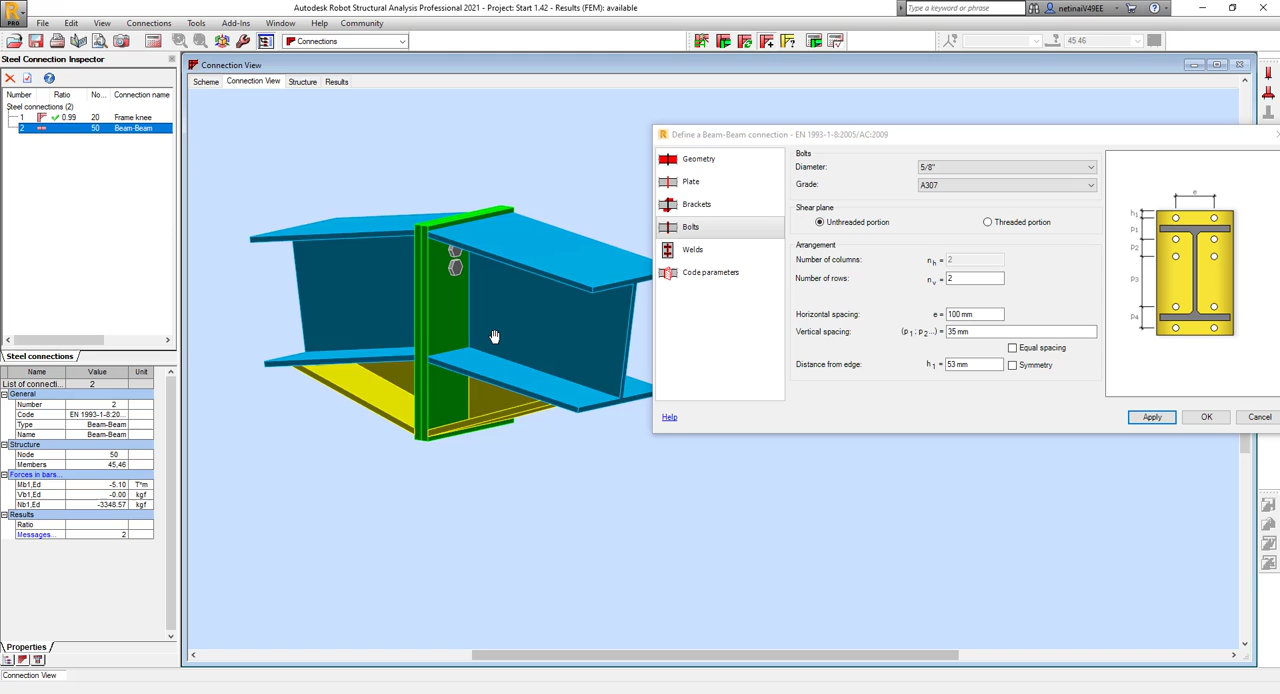 Autodesk Robot Structural Analysis Professional 2021 - Project: Start 1.42 - Results (FEM): available
Type a keyword or phrase
netinaiV49EE
PRO
File Edit View Connections Tools Add-Ins Window Help Community
Connections
45 46
Steel Connection Inspector
Number Ratio No... Connection name
Steel connections (2)
1 0.99 20 Frame knee
2 50 Beam-Beam
Steel connections
Name Value Unit
List of connecti... 2
General
Number 2
Code EN 1993-1-8:20...
Type Beam-Beam
Name Beam-Beam
Structure
Node 50
Members 45,46
Forces in bars...
Mb1,Ed -5.10 T*m
Vb1,Ed -0.00 kgf
Nb1,Ed -3348.57 kgf
Results
Ratio
Messages... 2
Properties
Connection View
Connection View
Scheme Connection View Structure Results
Define a Beam-Beam connection - EN 1993-1-8:2005/AC:2009
Geometry
Plate
Brackets
Bolts
Welds
Code parameters
Help
Bolts
Diameter: 5/8"
Grade: A307
Shear plane
Unthreaded portion Threaded portion
Arrangement
Number of columns: nh = 2
Number of rows: nv = 2
Horizontal spacing: e = 100 mm
Vertical spacing: (p1 ; p2...) = 35 mm
Equal spacing
Distance from edge: h1 = 53 mm Symmetry
e
h1
p1
p2
p3
p4
Apply OK Cancel